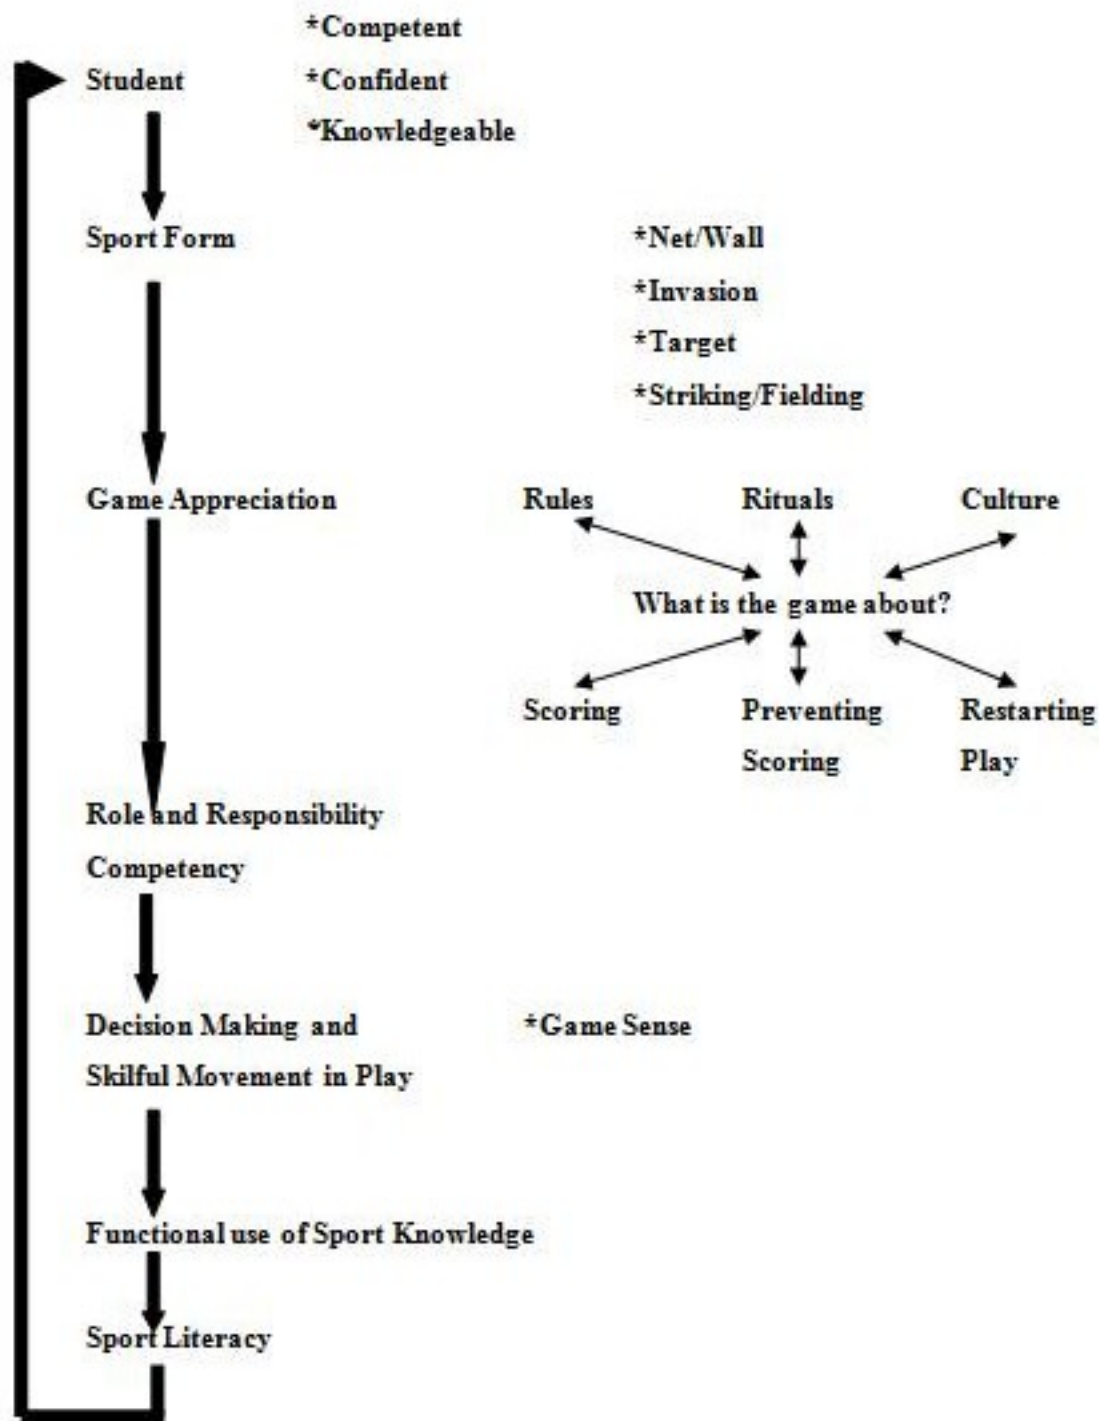 *Competent
Student *Confident
*Knowledgeable
Sport Form *Net/Wall
*Invasion
*Target
*Striking/Fielding
Game Appreciation Rules Rituals Culture
What is the game about?
Scoring Preventing Restarting
Scoring Play
Role and Responsibility
Competency
Decision Making and *Game Sense
Skilful Movement in Play
Functional use of Sport Knowledge
Sport Literacy